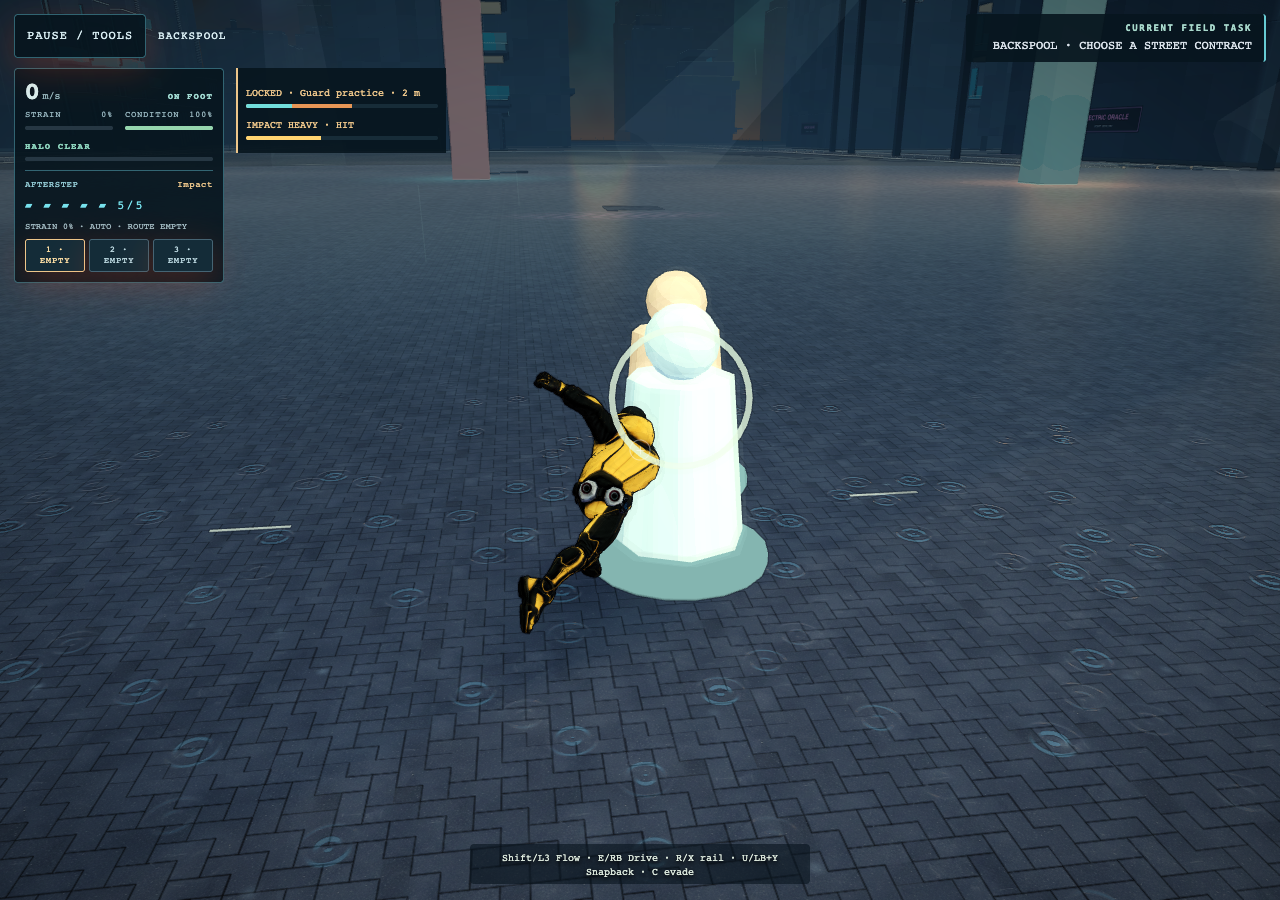 PAUSE / TOOLS
BACKSPOOL
CURRENT FIELD TASK
BACKSPOOL · CHOOSE A STREET CONTRACT
0 m/s
ON FOOT
STRAIN 0%
CONDITION 100%
HALO CLEAR
AFTERSTEP
Impact
5/5
STRAIN 0% · AUTO · ROUTE EMPTY
1 · EMPTY
2 · EMPTY
3 · EMPTY
LOCKED · Guard practice · 2 m
IMPACT HEAVY · HIT
ECTRIC ORACLE
Shift/L3 Flow · E/RB Drive · R/X rail · U/LB+Y
Snapback · C evade